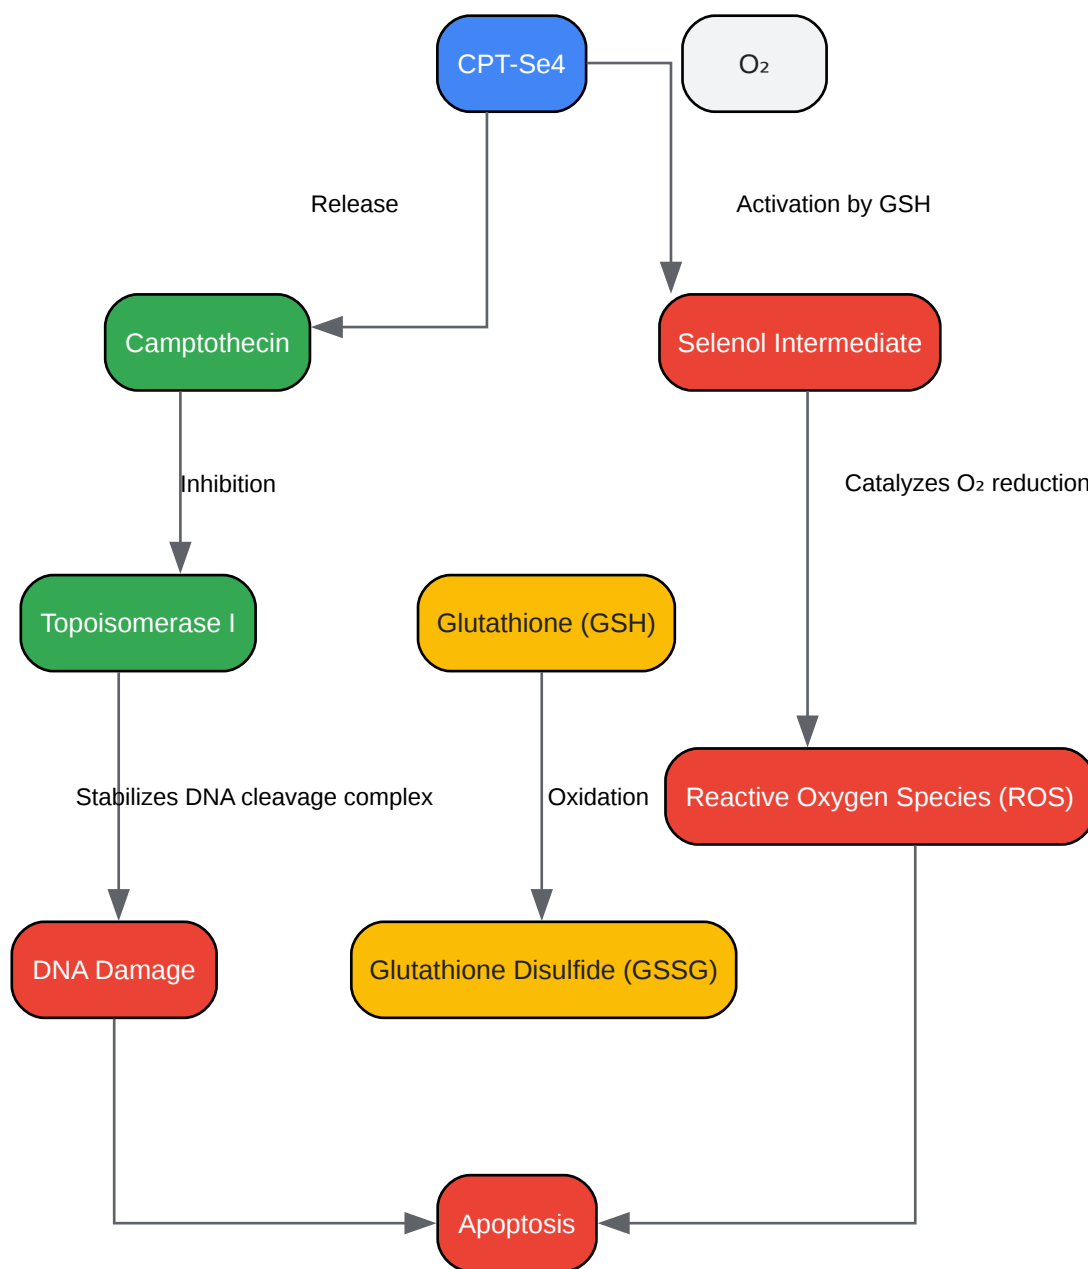 CPT-Se4
O₂
Release
Activation by GSH
Camptothecin
Selenol Intermediate
Inhibition
Catalyzes O₂ reduction
Topoisomerase I
Glutathione (GSH)
Stabilizes DNA cleavage complex
Oxidation
Reactive Oxygen Species (ROS)
DNA Damage
Glutathione Disulfide (GSSG)
Apoptosis